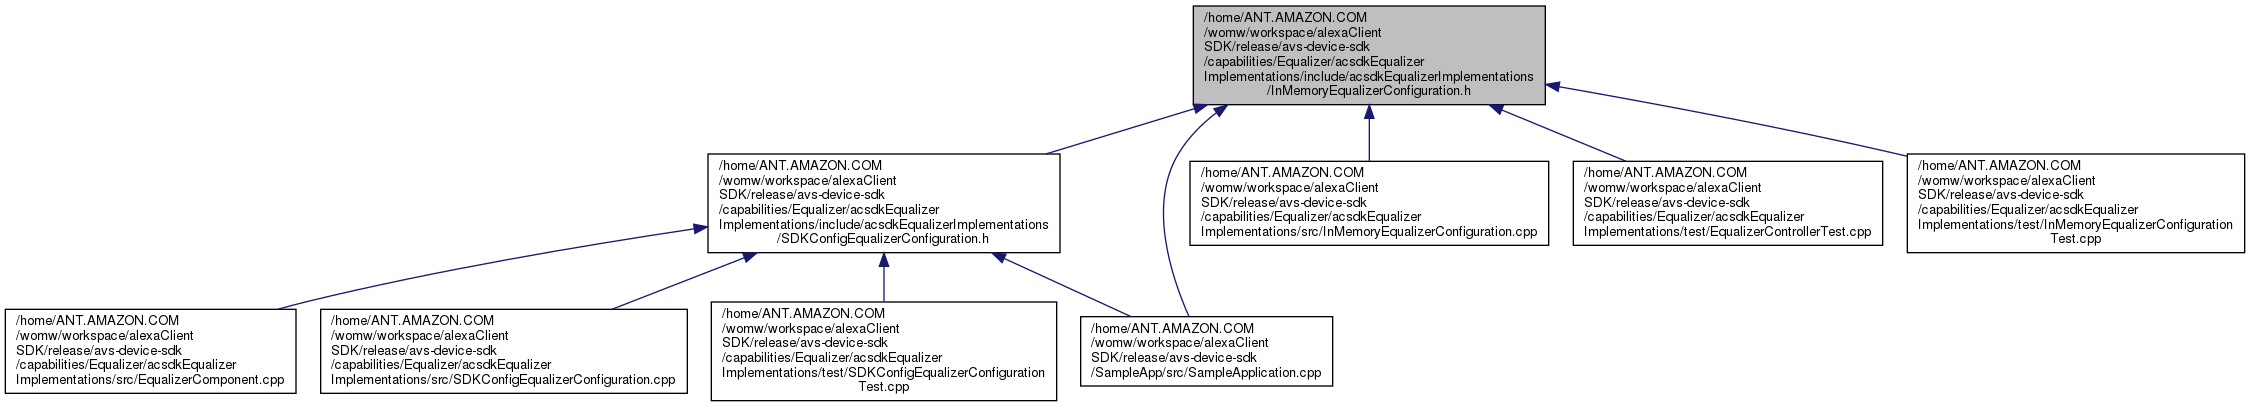 /home/ANT.AMAZON.COM
/womw/workspace/alexaClient
SDK/release/avs-device-sdk
/capabilities/Equalizer/acsdkEqualizer
Implementations/include/acsdkEqualizerImplementations
/InMemoryEqualizerConfiguration.h
/home/ANT.AMAZON.COM
/womw/workspace/alexaClient
SDK/release/avs-device-sdk
/capabilities/Equalizer/acsdkEqualizer
Implementations/include/acsdkEqualizerImplementations
/SDKConfigEqualizerConfiguration.h
/home/ANT.AMAZON.COM
/womw/workspace/alexaClient
SDK/release/avs-device-sdk
/capabilities/Equalizer/acsdkEqualizer
Implementations/src/InMemoryEqualizerConfiguration.cpp
/home/ANT.AMAZON.COM
/womw/workspace/alexaClient
SDK/release/avs-device-sdk
/capabilities/Equalizer/acsdkEqualizer
Implementations/test/EqualizerControllerTest.cpp
/home/ANT.AMAZON.COM
/womw/workspace/alexaClient
SDK/release/avs-device-sdk
/capabilities/Equalizer/acsdkEqualizer
Implementations/test/InMemoryEqualizerConfiguration
Test.cpp
/home/ANT.AMAZON.COM
/womw/workspace/alexaClient
SDK/release/avs-device-sdk
/capabilities/Equalizer/acsdkEqualizer
Implementations/src/EqualizerComponent.cpp
/home/ANT.AMAZON.COM
/womw/workspace/alexaClient
SDK/release/avs-device-sdk
/capabilities/Equalizer/acsdkEqualizer
Implementations/src/SDKConfigEqualizerConfiguration.cpp
/home/ANT.AMAZON.COM
/womw/workspace/alexaClient
SDK/release/avs-device-sdk
/capabilities/Equalizer/acsdkEqualizer
Implementations/test/SDKConfigEqualizerConfiguration
Test.cpp
/home/ANT.AMAZON.COM
/womw/workspace/alexaClient
SDK/release/avs-device-sdk
/SampleApp/src/SampleApplication.cpp